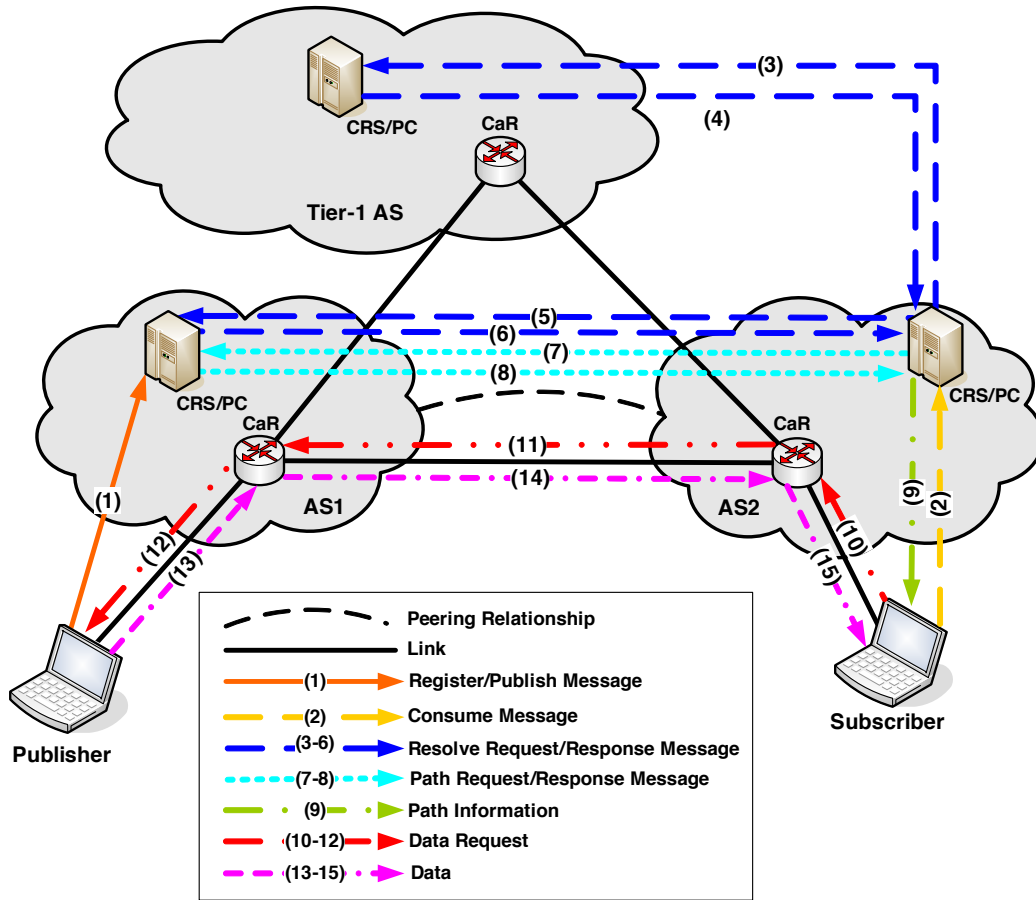 (3)
(4)
CRS/PC
CaR
Tier-1 AS
(5)
(6)
(7)
(8)
CRS/PC
CRS/PC
CaR
CaR
(11)
(14)
(1)
AS1
AS2
(9)
(2)
(12)
(13)
(10)
(15)
Publisher
Subscriber
Peering Relationship
Link
(1) Register/Publish Message
(2) Consume Message
(3-6) Resolve Request/Response Message
(7-8) Path Request/Response Message
(9) Path Information
(10-12) Data Request
(13-15) Data